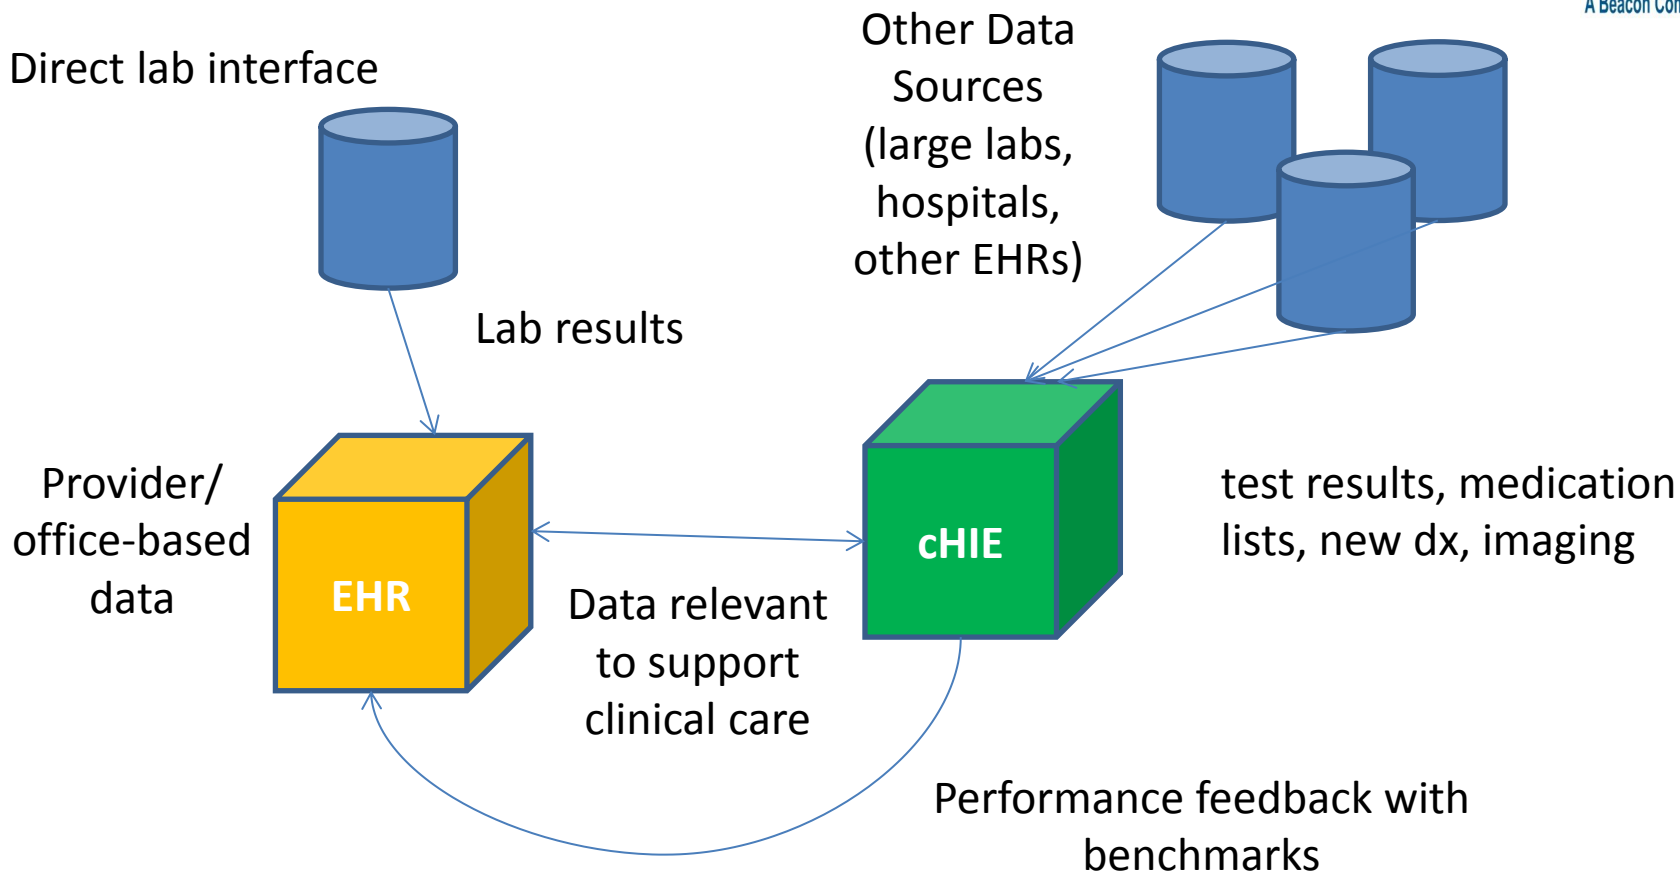 A Beacon
Direct lab interface
Other Data
Sources
(large labs,
hospitals,
other EHRs)
Lab results
Provider/
office-based
data
EHR
cHIE
test results, medication
lists, new dx, imaging
Data relevant
to support
clinical care
Performance feedback with
benchmarks